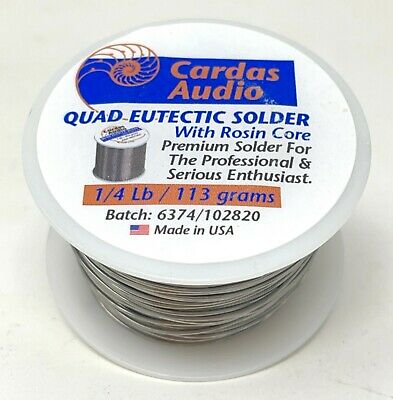 Cardas
Audio
QUAD-EUTECTIC SOLDER
With Rosin Core
Premium Solder For
The Professional &
Serious Enthusiast.
1/4 Lb / 113 grams
Batch: 6374/102820
Made in USA